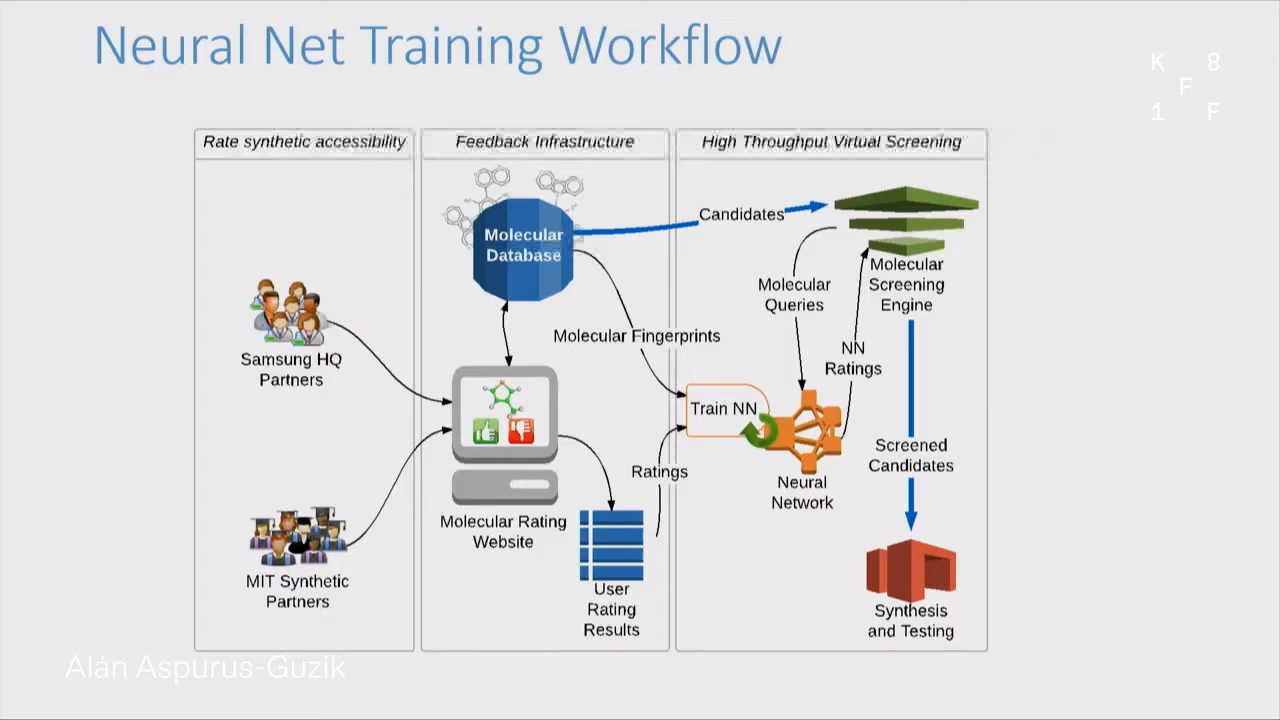 Neural Net Training Workflow
K 8
F
1 F
Rate synthetic accessibility
Feedback Infrastructure
High Throughput Virtual Screening
Samsung HQ
Partners
MIT Synthetic
Partners
Molecular
Database
Molecular Fingerprints
Molecular Rating
Website
Ratings
User
Rating
Results
Candidates
Molecular
Screening
Engine
Molecular
Queries
NN
Ratings
Train NN
Neural
Network
Screened
Candidates
Synthesis
and Testing
Alán Aspurus-Guzik